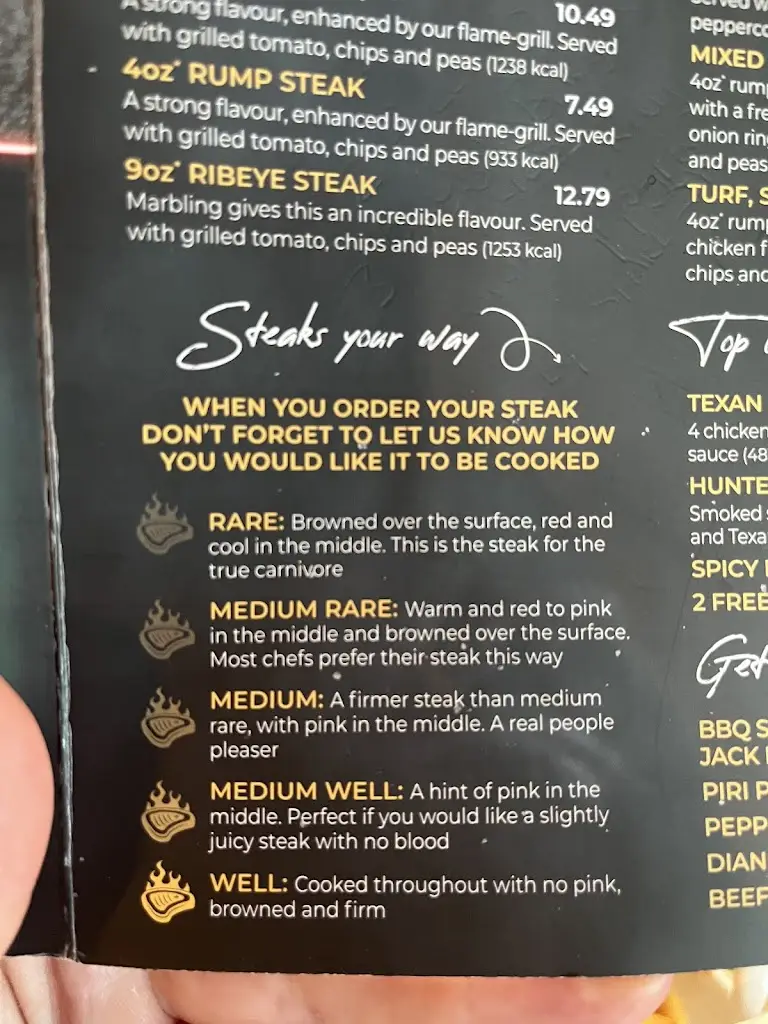 A strong flavour, enhanced by our flame-grill. Served 10.49
with grilled tomato, chips and peas (1238 kcal)
4oz* RUMP STEAK 7.49
A strong flavour, enhanced by our flame-grill. Served
with grilled tomato, chips and peas (933 kcal)
9oz* RIBEYE STEAK 12.79
Marbling gives this an incredible flavour. Served
with grilled tomato, chips and peas (1253 kcal)
Steaks your way
WHEN YOU ORDER YOUR STEAK
DON'T FORGET TO LET US KNOW HOW
YOU WOULD LIKE IT TO BE COOKED
RARE: Browned over the surface, red and
cool in the middle. This is the steak for the
true carnivore
MEDIUM RARE: Warm and red to pink
in the middle and browned over the surface.
Most chefs prefer their steak this way
MEDIUM: A firmer steak than medium
rare, with pink in the middle. A real people
pleaser
MEDIUM WELL: A hint of pink in the
middle. Perfect if you would like a slightly
juicy steak with no blood
WELL: Cooked throughout with no pink,
browned and firm
MIXED
4oz* rump
with a
onion
and peas
TURF,
4oz* rump
chicken
chips and
Top
TEXAN
4 chicken
sauce (48
Smoked
and
SPICY
2 FREE
BBQ
JACK
PIRI
BEEF